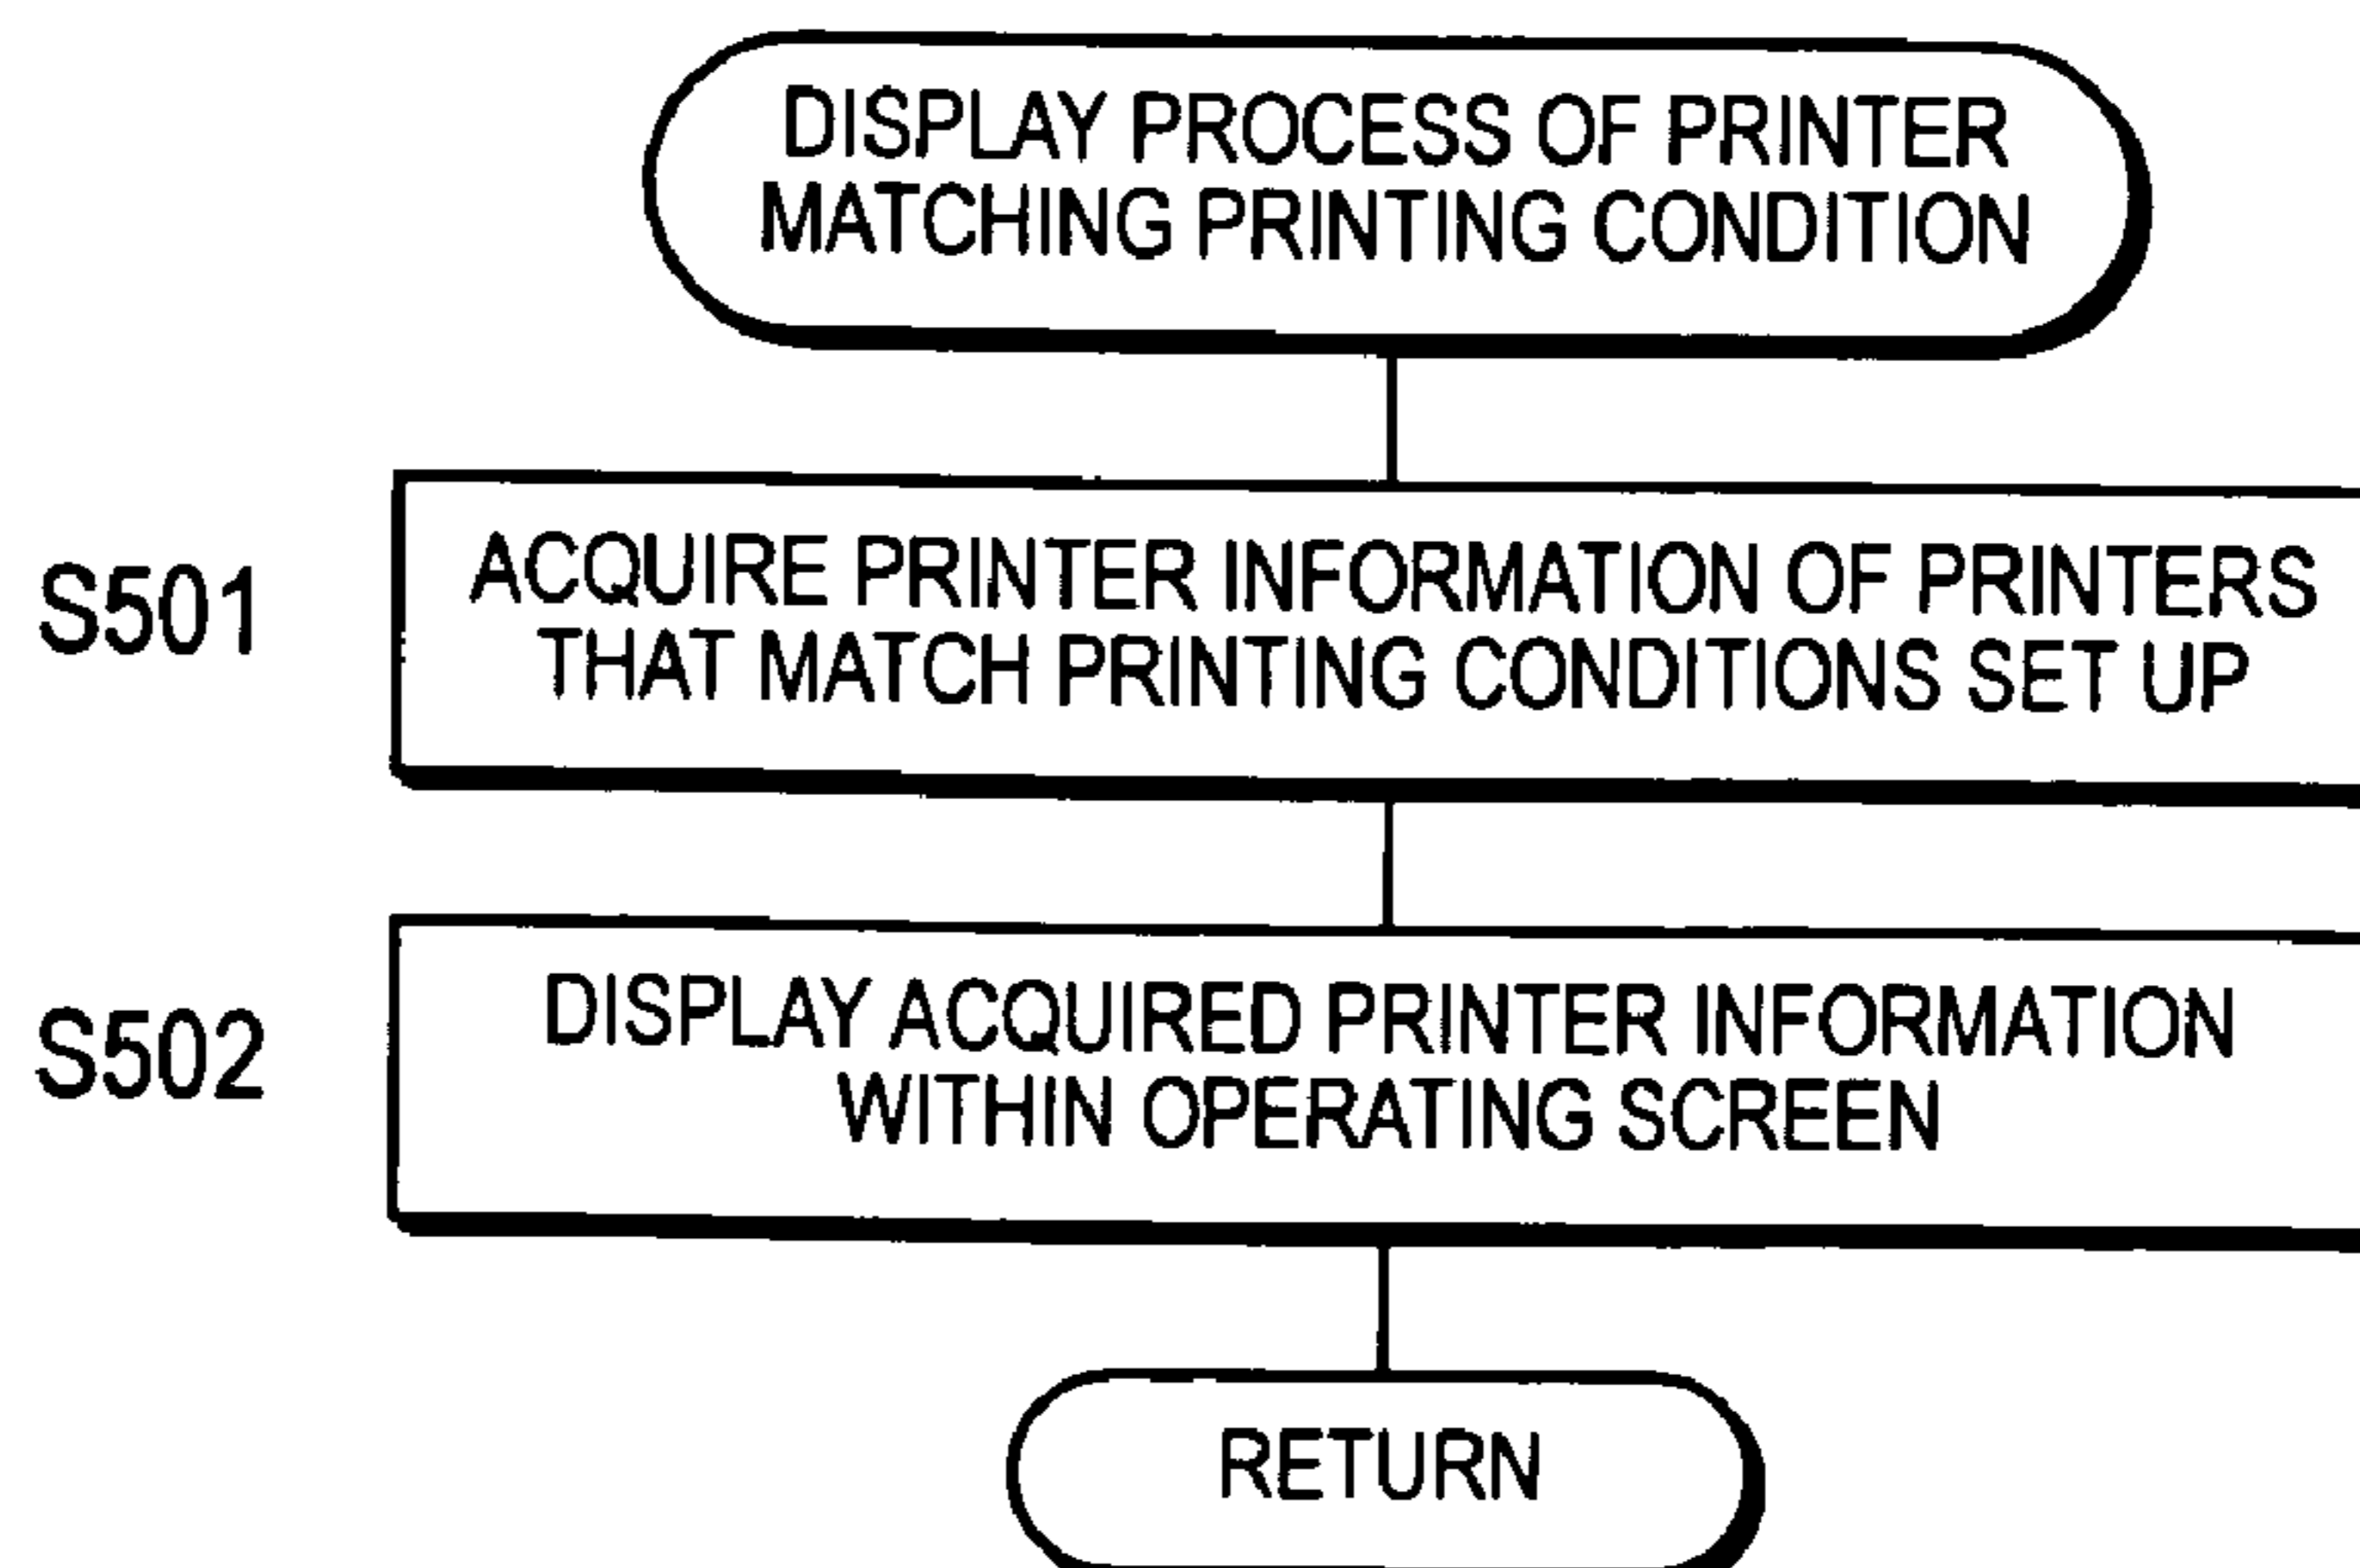 DISPLAY PROCESS OF PRINTER
MATCHING PRINTING CONDITION
S501
ACQUIRE PRINTER INFORMATION OF PRINTERS
THAT MATCH PRINTING CONDITIONS SET UP
S502
DISPLAY ACQUIRED PRINTER INFORMATION
WITHIN OPERATING SCREEN
RETURN